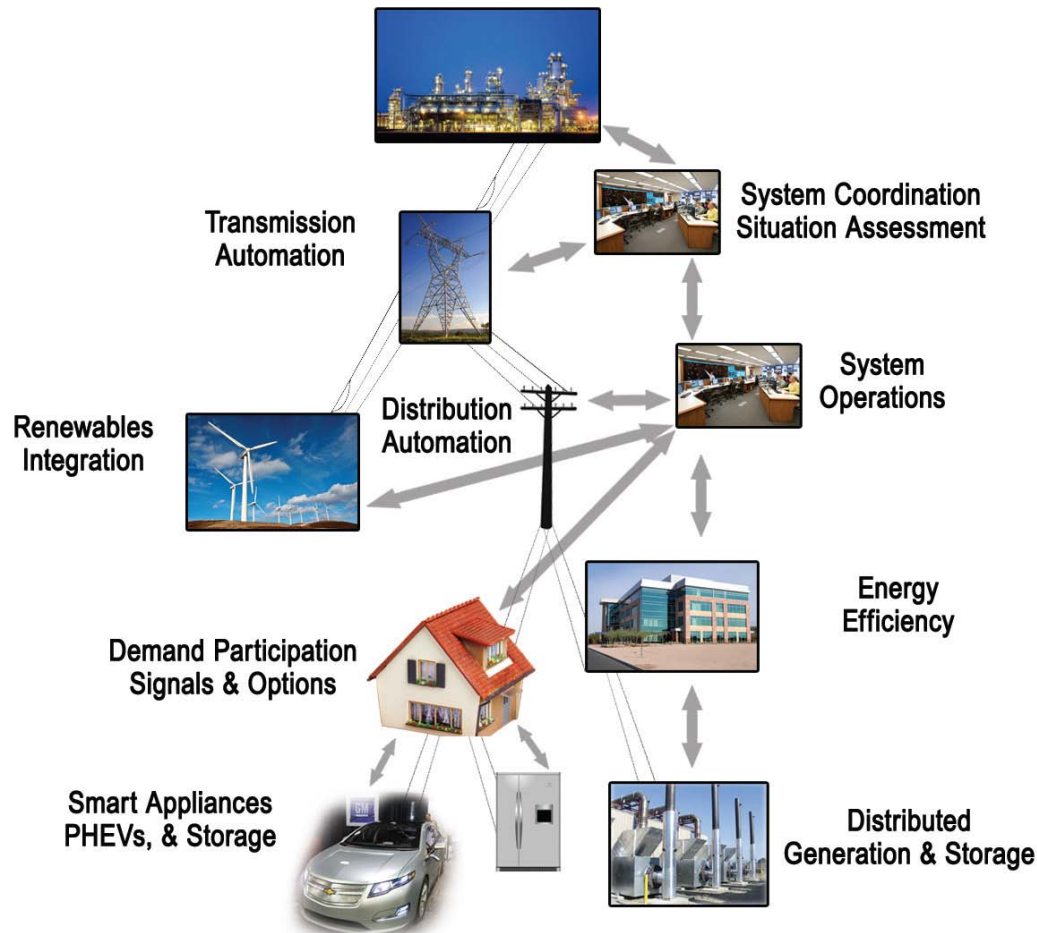 System Coordination
Situation Assessment
Transmission
Automation
System
Operations
Renewables
Integration
Distribution
Automation
Energy
Efficiency
Demand Participation
Signals & Options
Smart Appliances
PHEVs, & Storage
GM
Distributed
Generation & Storage